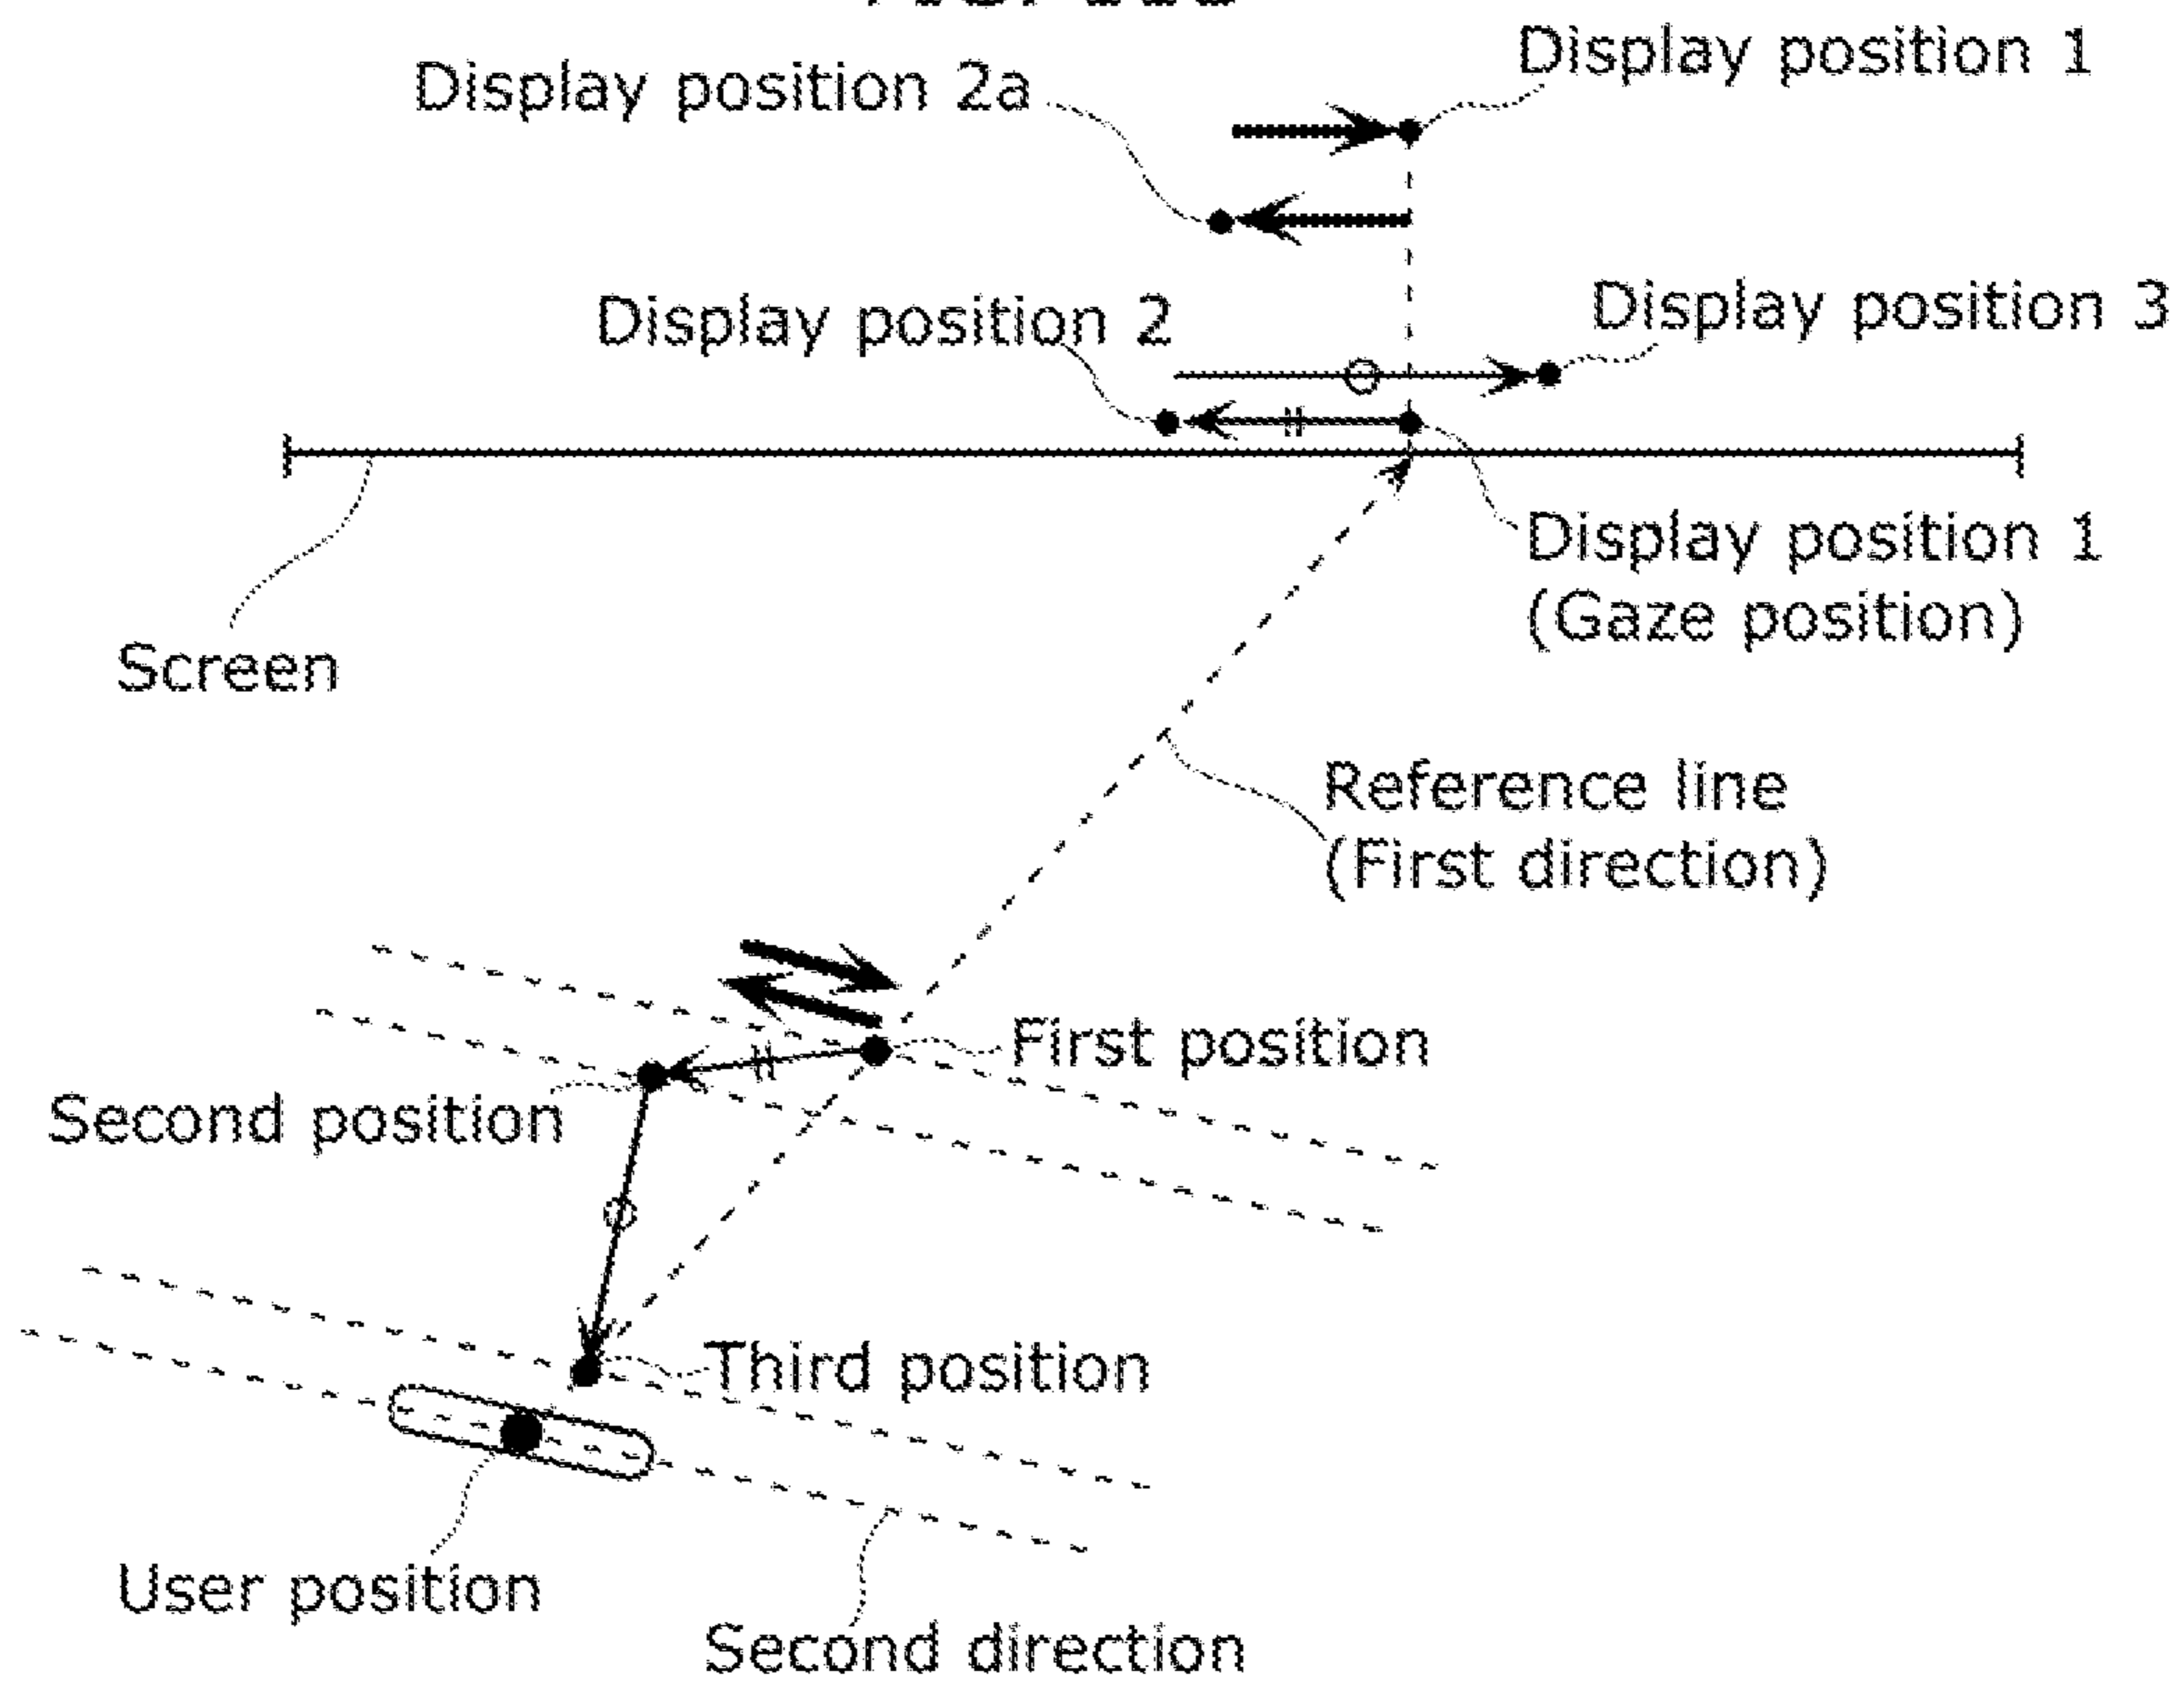 Display position 1
Display position 2a
Display position 3
Display position 2
Display position 1
(Gaze position)
Screen
Reference line
(First direction)
First position
Second position
Third position
User position
Second direction